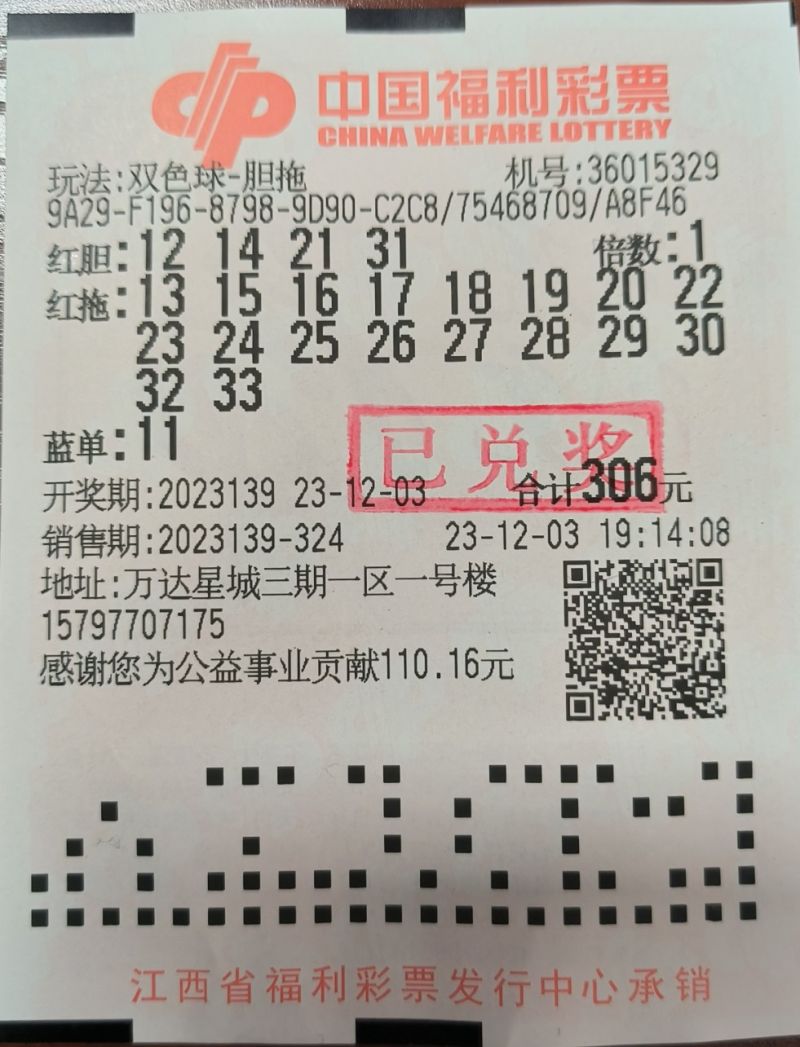 中国福利彩票
CHINA WELFARE LOTTERY
玩法:双色球-胆拖 机号:36015329
9A29-F196-8798-9D90-C2C8/75468709/A8F46
红胆:12 14 21 31 倍数:1
红拖:13 15 16 17 18 19 20 22
23 24 25 26 27 28 29 30
32 33
蓝单:11
已兑奖
开奖期:2023139 23-12-03 合计306元
销售期:2023139-324 23-12-03 19:14:08
地址:万达星城三期一区一号楼
15797707175
感谢您为公益事业贡献110.16元
江西省福利彩票发行中心承销